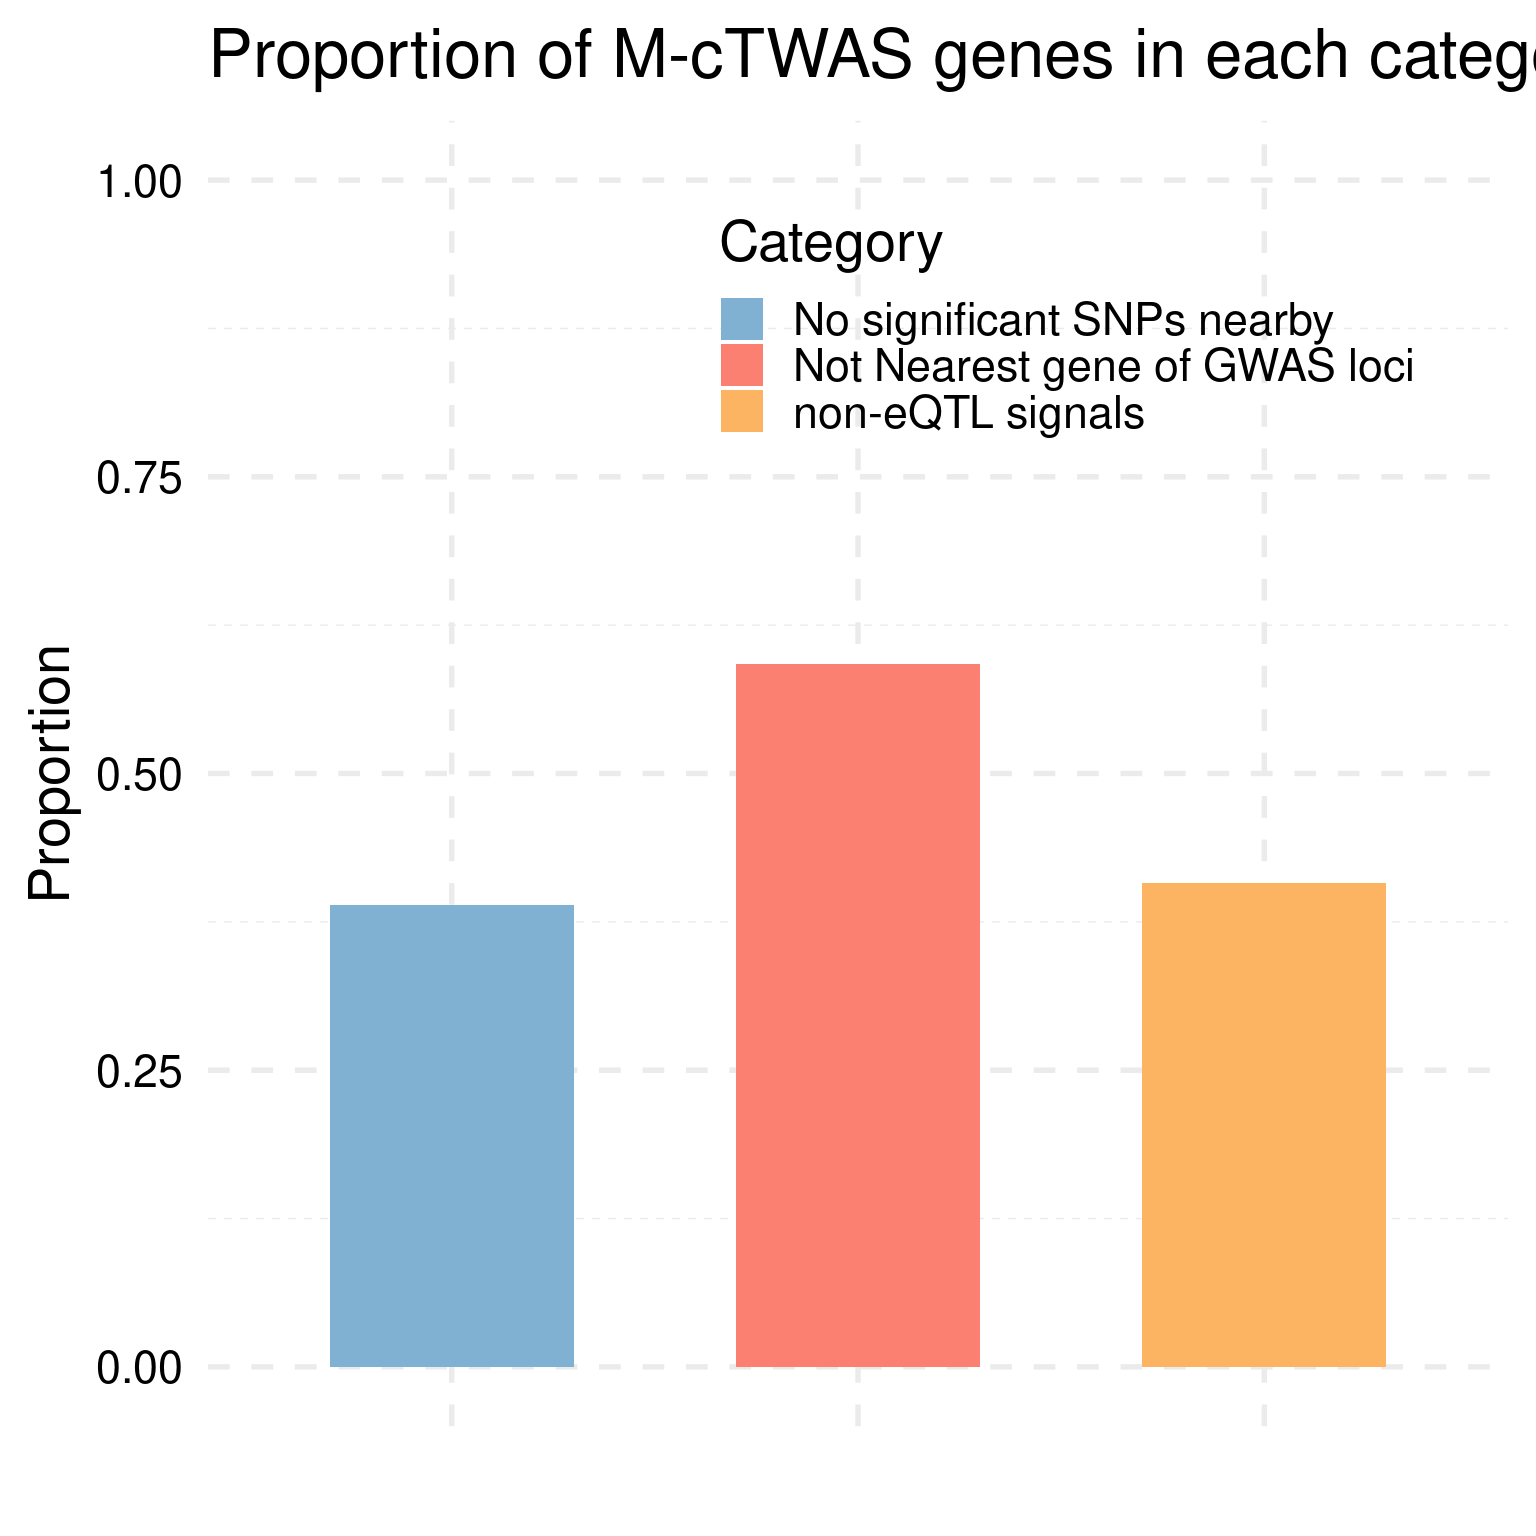 Proportion of M-cTWAS genes in each catego
1.00
Category
No significant SNPs nearby
Not Nearest gene of GWAS loci
non-eQTL signals
0.75
0.50
0.25
0.00
Proportion